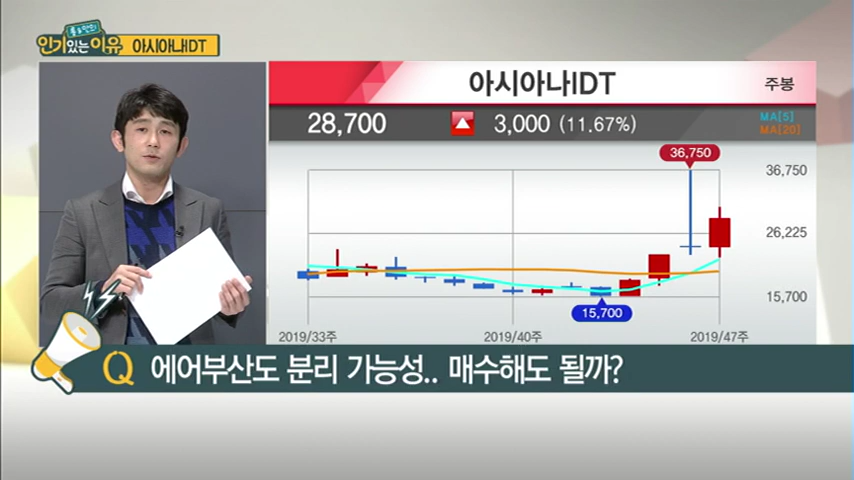 인기있는 이유 아시아나IDT
아시아나IDT 주봉
28,700 3,000 (11.67%) MA[5]
MA[20]
36,750
36,750
26,225
15,700
15,700
2019/33주 2019/40주 2019/47주
Q 에어부산도 분리 가능성.. 매수해도 될까?